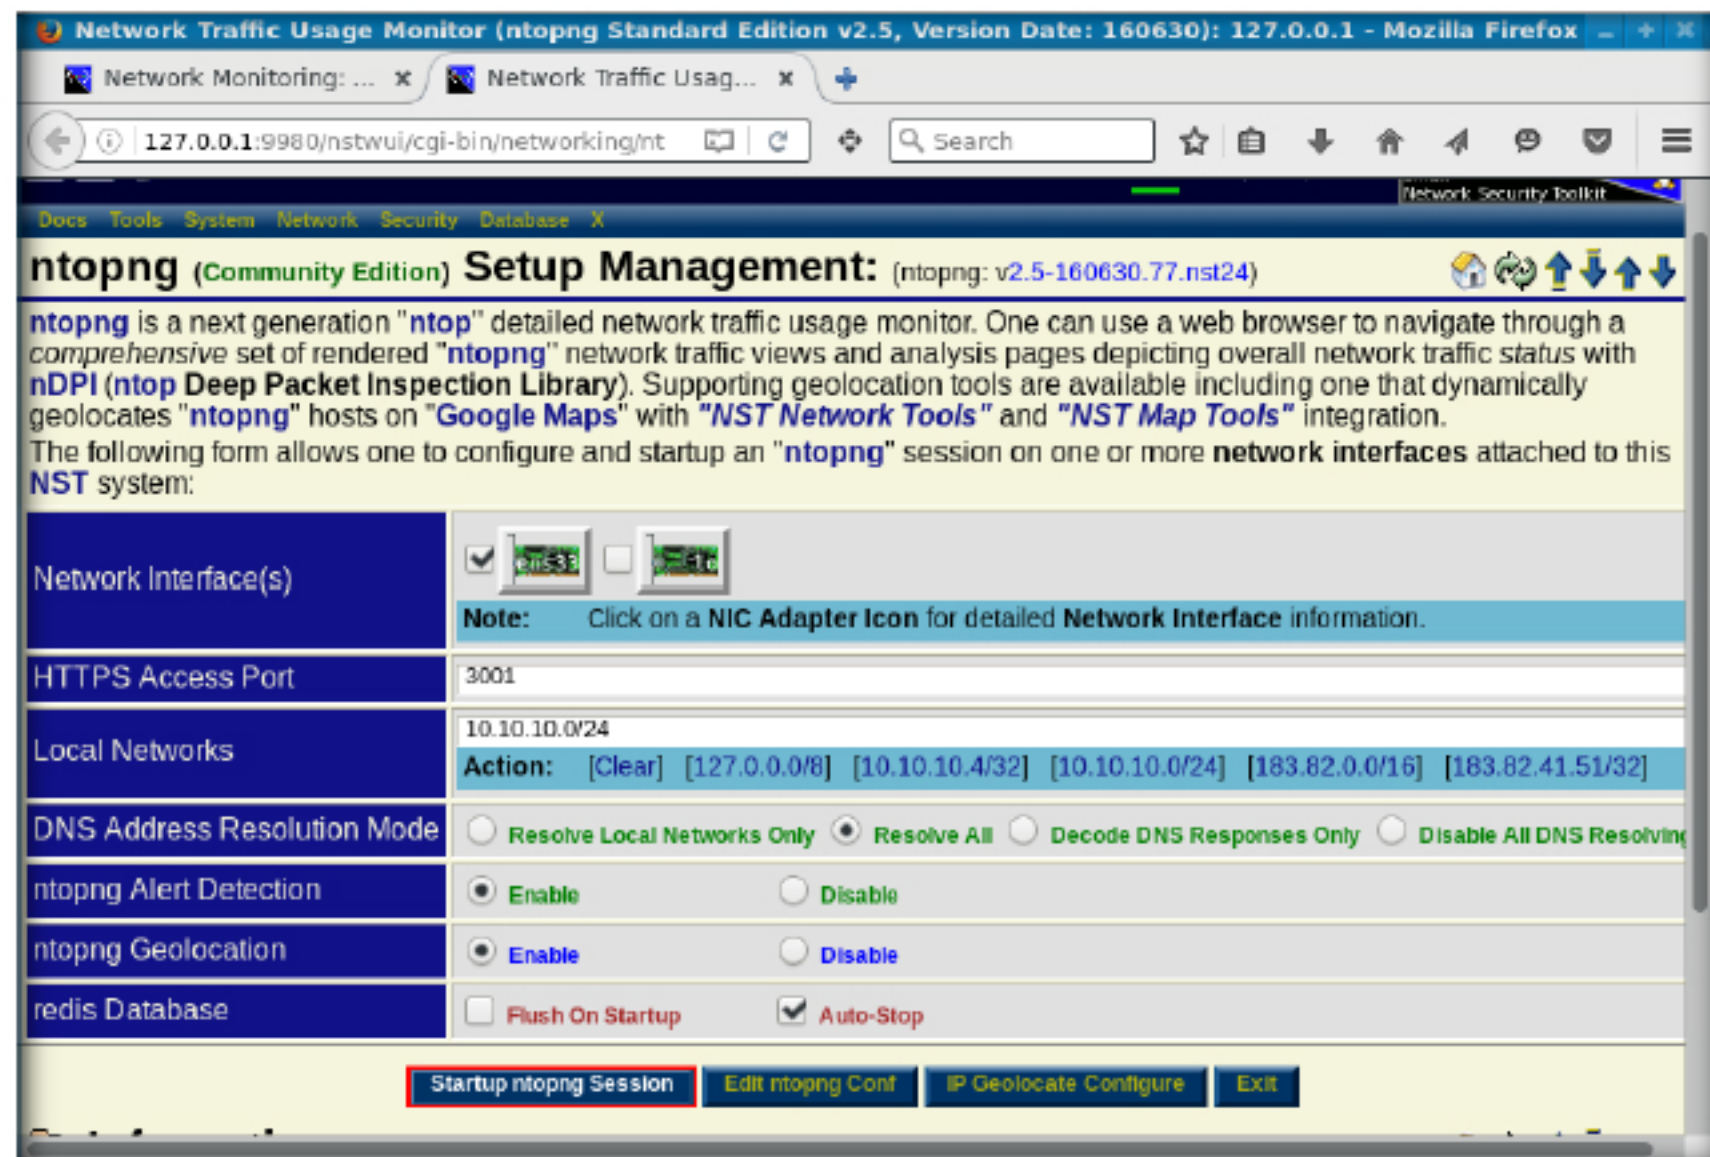 Network Traffic Usage Monitor (ntopng Standard Edition v2.5, Version Date: 160630): 127.0.0.1 - Mozilla Firefox
Network Monitoring: ... Network Traffic Usag...
127.0.0.1:9980/nstwui/cgi-bin/networking/nt Search
Network Security Toolkit
Docs Tools System Network Security Database X
ntopng (Community Edition) Setup Management: (ntopng: v2.5-160630.77.nst24)
ntopng is a next generation "ntop" detailed network traffic usage monitor. One can use a web browser to navigate through a
comprehensive set of rendered "ntopng" network traffic views and analysis pages depicting overall network traffic status with
nDPI (ntop Deep Packet Inspection Library). Supporting geolocation tools are available including one that dynamically
geolocates "ntopng" hosts on "Google Maps" with "NST Network Tools" and "NST Map Tools" integration.
The following form allows one to configure and startup an "ntopng" session on one or more network interfaces attached to this
NST system:
Network Interface(s) ens33
Note: Click on a NIC Adapter Icon for detailed Network Interface information.
HTTPS Access Port 3001
Local Networks 10.10.10.0/24
Action: [Clear] [127.0.0.0/8] [10.10.10.4/32] [10.10.10.0/24] [183.82.0.0/16] [183.82.41.51/32]
DNS Address Resolution Mode Resolve Local Networks Only Resolve All Decode DNS Responses Only Disable All DNS Resolving
ntopng Alert Detection Enable Disable
ntopng Geolocation Enable Disable
redis Database Flush On Startup Auto-Stop
Startup ntopng Session Edit ntopng Conf IP Geolocate Configure Exit